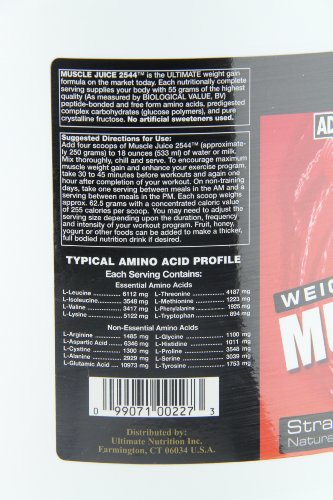 MUSCLE JUICE 2544™ is the ULTIMATE weight gain
formula on the market today. Each nutritionally complete
serving supplies your body with 55 grams of the highest
quality (As measured by BIOLOGICAL VALUE, BV)
peptide-bonded and free form amino acids, predigested
complex carbohydrates (glucose polymers), and pure
crystalline fructose. No artificial sweeteners used.
Suggested Directions for Use:
Add four scoops of Muscle Juice 2544™ (approximate-
ly 250 grams) to 18 ounces (533 ml) of water or milk.
Mix thoroughly, chill and serve. To encourage maximum
muscle weight gain and enhance your exercise program,
take 30 to 45 minutes before workouts and again one
hour after completion of your workout. On non-training
days, take one serving between meals in the AM and a
serving between meals in the PM. Each scoop weighs
approx. 62.5 grams with a concentrated caloric value
of 255 calories per scoop. You may need to adjust the
serving size depending upon the duration, frequency
and intensity of your workout program. Fruit, honey,
yogurt or other foods can be added to make a thicker,
full bodied nutrition drink if desired.
TYPICAL AMINO ACID PROFILE
Each Serving Contains:
Essential Amino Acids
L-Leucine 6112 mg L-Threonine 4187 mg
L-Isoleucine 3548 mg L-Methionine 1223 mg
L-Valine 3417 mg L-Phenylalanine 1925 mg
L-Lysine 5122 mg L-Tryptophan 894 mg
Non-Essential Amino Acids
L-Arginine 1485 mg L-Glycine 1100 mg
L-Aspartic Acid 6346 mg L-Histidine 1011 mg
L-Cystine 1300 mg L-Proline 3548 mg
L-Alanine 2929 mg L-Serine 3039 mg
L-Glutamic Acid 10973 mg L-Tyrosine 1753 mg
0 99071 00227 3
Distributed by:
Ultimate Nutrition Inc.
Farmington, CT 06034 U.S.A.
AD
WEIG
MU
Stra
Natura